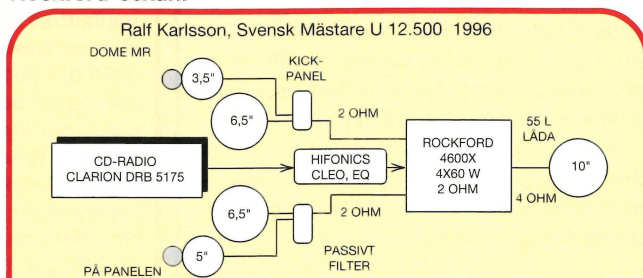 Ralf Karlsson, Svensk Mästare U 12.500 1996
DOME MR
3,5"
KICK-
PANEL
6,5"
2 OHM
CD-RADIO
CLARION DRB 5175
HIFONICS
CLEO, EQ
ROCKFORD
4600X
4X60 W
2 OHM
55 L
LÅDA
10"
4 OHM
6,5"
2 OHM
5"
PASSIVT
FILTER
PÅ PANELEN